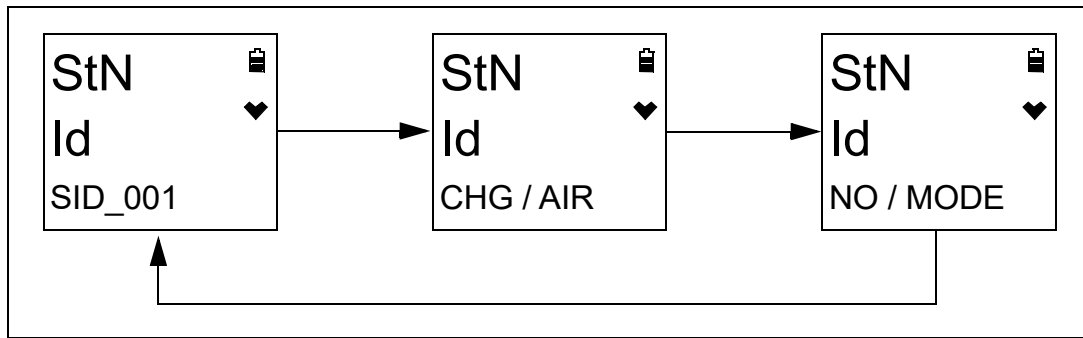 StN
Id
SID_001
StN
Id
CHG / AIR
StN
Id
NO / MODE